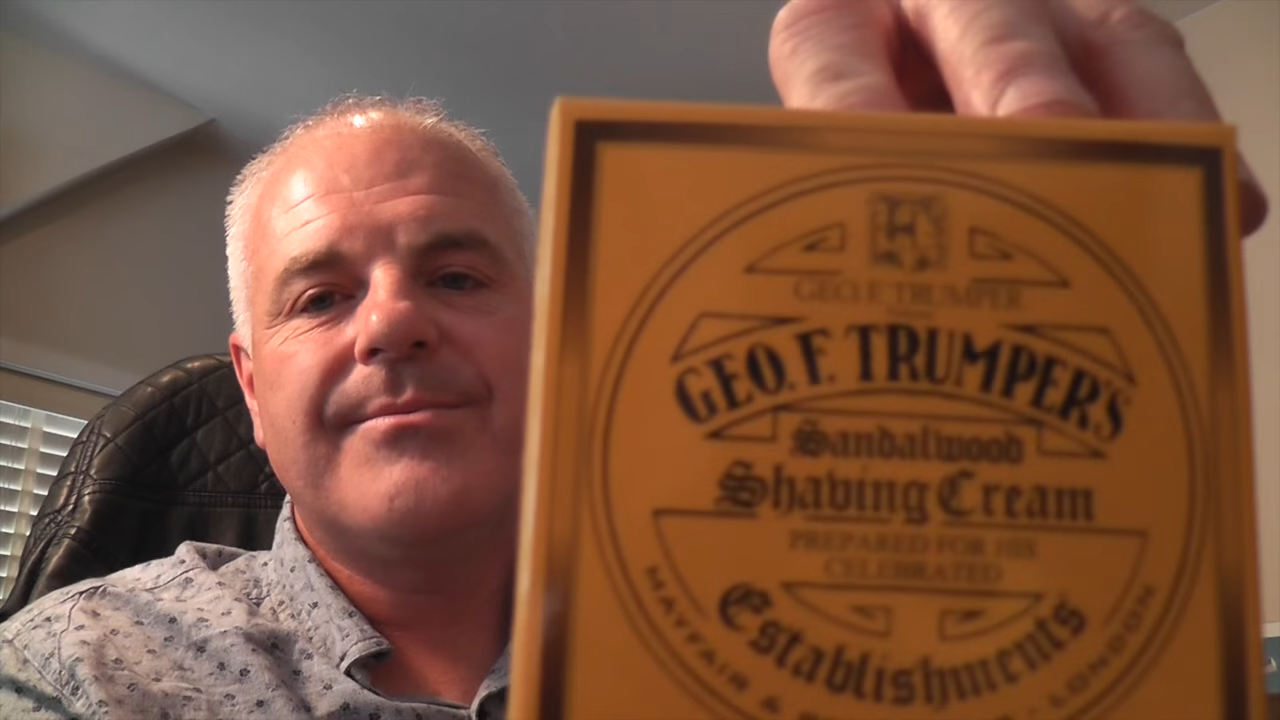 GEO. F. TRUMPER
GEO. F. TRUMPER'S
Sandalwood
Shaving Cream
PREPARED FOR HIS
CELEBRATED
Establishments
MAYFAIR & LONDON